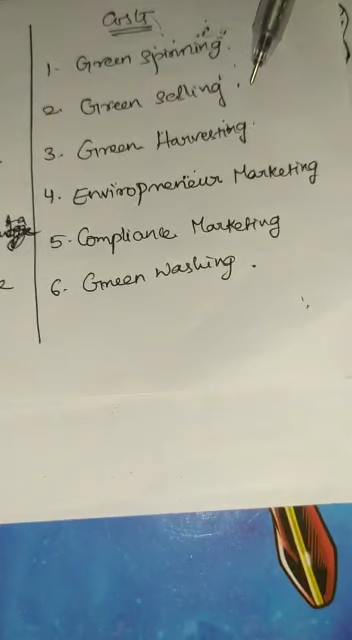 1. Green spinning.
2. Green selling
3. Green Harvesting.
4. Enviropreneur Marketing
5. Compliance Marketing
6. Green washing.